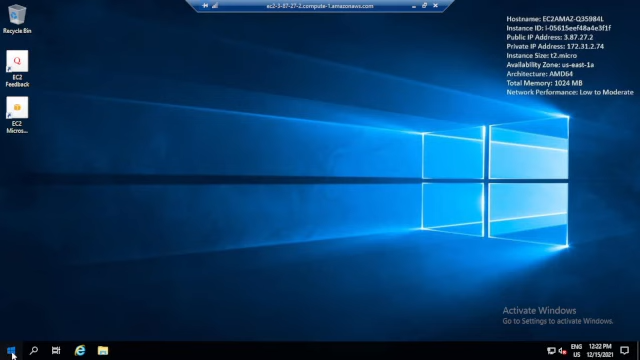 ec2-3-87-27-2.compute-1.amazonaws.com
Recycle Bin
EC2
Feedback
EC2
Micros...
Hostname: EC2AMAZ-Q35984L
Instance ID: i-05615eef48a4e3f1f
Public IP Address: 3.87.27.2
Private IP Address: 172.31.2.74
Instance Size: t2.micro
Availability Zone: us-east-1a
Architecture: AMD64
Total Memory: 1024 MB
Network Performance: Low to Moderate
Activate Windows
Go to Settings to activate Windows.
ENG
US
12:22 PM
12/15/2021